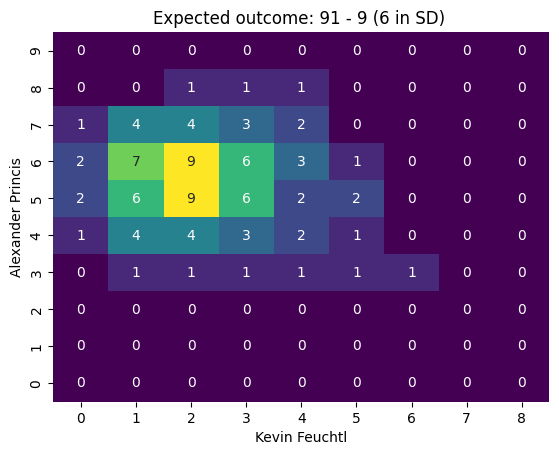 Expected outcome: 91 - 9 (6 in SD)
Alexander Princis
9 0 0 0 0 0 0 0 0 0
8 0 0 1 1 1 0 0 0 0
7 1 4 4 3 2 0 0 0 0
6 2 7 9 6 3 1 0 0 0
5 2 6 9 6 2 2 0 0 0
4 1 4 4 3 2 1 0 0 0
3 0 1 1 1 1 1 1 0 0
2 0 0 0 0 0 0 0 0 0
1 0 0 0 0 0 0 0 0 0
0 0 0 0 0 0 0 0 0 0
0 1 2 3 4 5 6 7 8
Kevin Feuchtl